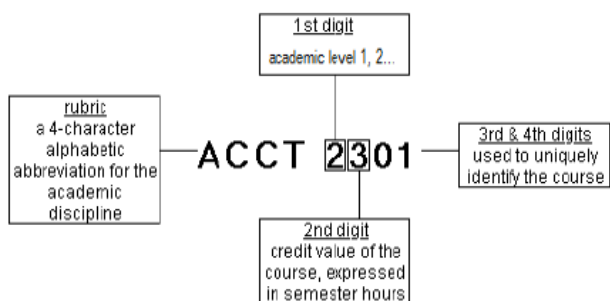 1st digit
academic level 1, 2...
rubric
a 4-character
alphabetic
abbreviation for the
academic
discipline
ACCT 2301
3rd & 4th digits
used to uniquely
identify the course
2nd digit
credit value of the
course, expressed
in semester hours